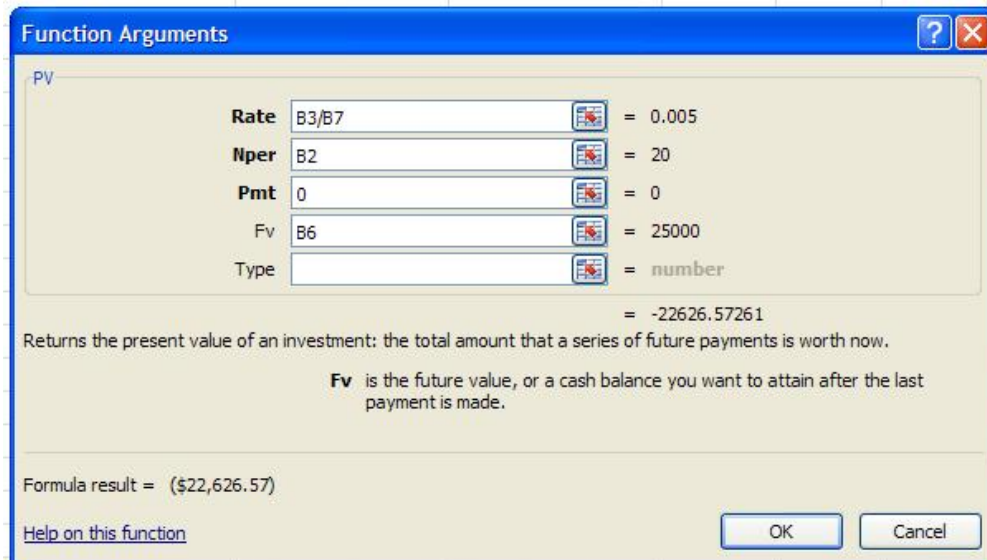 Function Arguments
PV
Rate B3/B7 = 0.005
Nper B2 = 20
Pmt 0 = 0
Fv B6 = 25000
Type = number
= -22626.57261
Returns the present value of an investment: the total amount that a series of future payments is worth now.
Fv is the future value, or a cash balance you want to attain after the last
payment is made.
Formula result = ($22,626.57)
Help on this function
OK Cancel